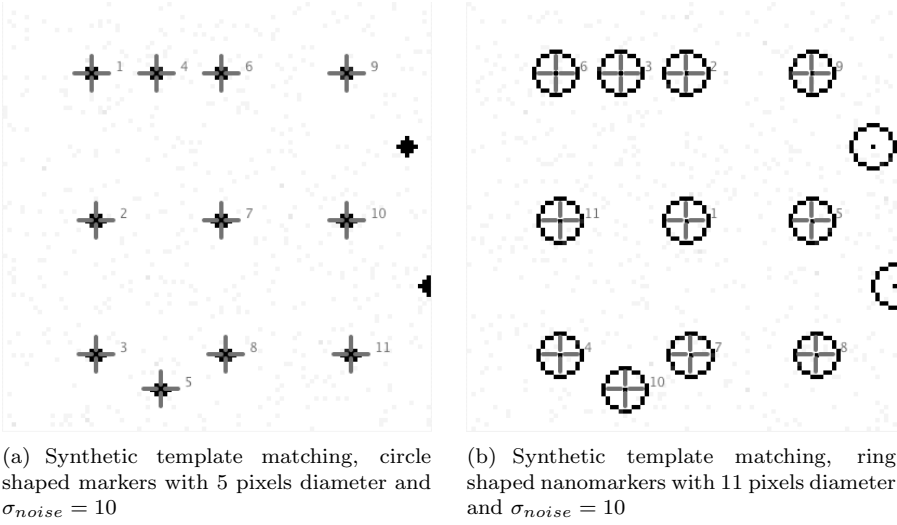 1 4 6 9
2 7 10
3 8 11
5
6 3 2 9
11 1 5
4 7 8
10
(a) Synthetic template matching, circle
shaped markers with 5 pixels diameter and
σnoise = 10
(b) Synthetic template matching, ring
shaped nanomarkers with 11 pixels diameter
and σnoise = 10